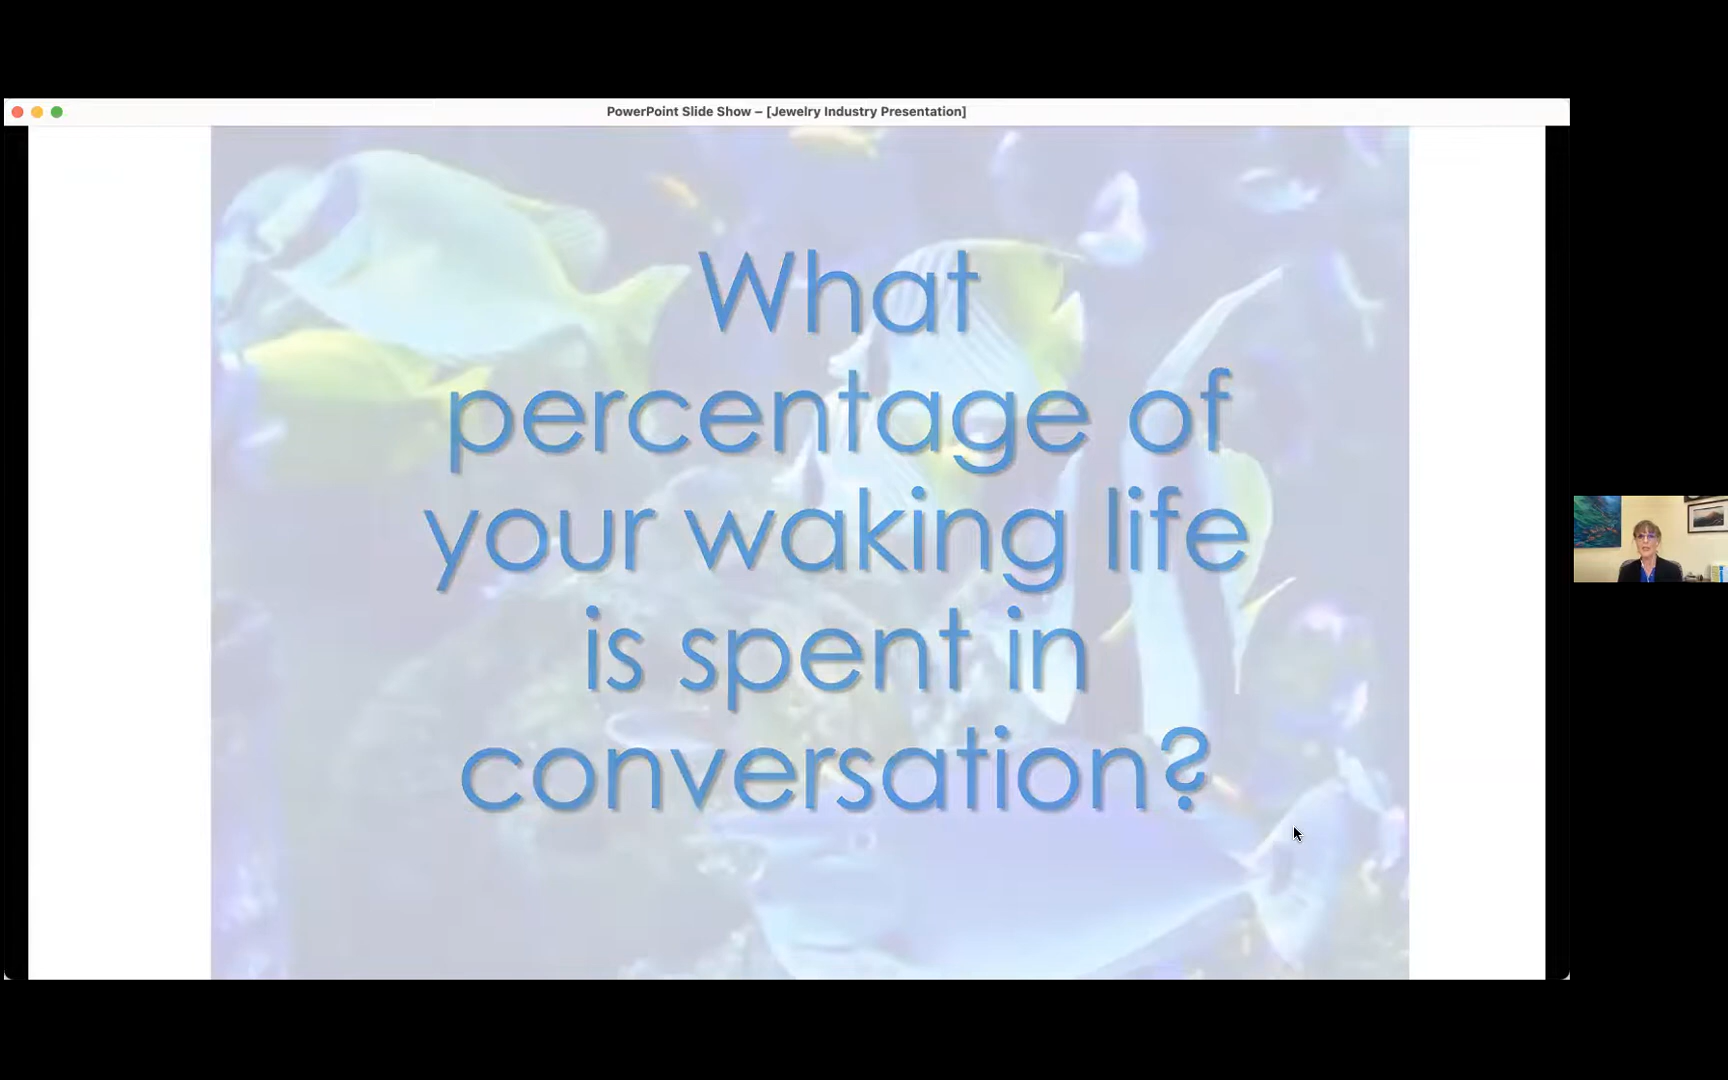 PowerPoint Slide Show – [Jewelry Industry Presentation]
What
percentage of
your waking life
is spent in
conversation?